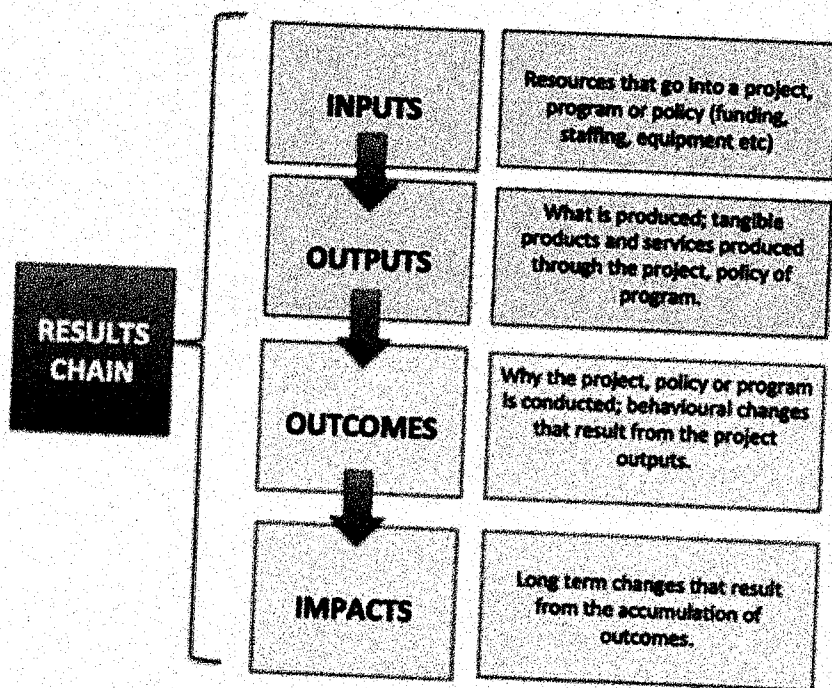 RESULTS
CHAIN
INPUTS
Resources that go into a project,
program or policy (funding,
staffing, equipment etc)
OUTPUTS
What is produced; tangible
products and services produced
through the project, policy of
program.
OUTCOMES
Why the project, policy or program
is conducted; behavioural changes
that result from the project
outputs.
IMPACTS
Long term changes that result
from the accumulation of
outcomes.